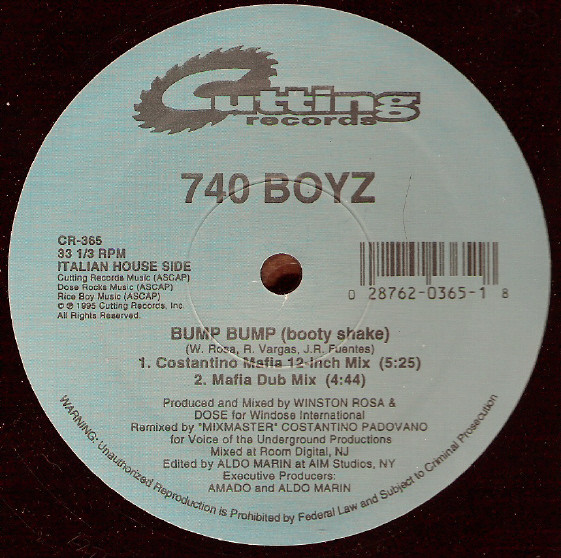 Cutting
records
740 BOYZ
CR-365
33 1/3 RPM
ITALIAN HOUSE SIDE
Cutting Records Music (ASCAP)
Dose Rocks Music (ASCAP)
Rice Boy Music (ASCAP)
© ℗ 1995 Cutting Records, Inc.
All Rights Reserved.
0 28762-0365-1 8
BUMP BUMP (booty shake)
(W. Rosa, R. Vargas, J.R. Fuentes)
1. Costantino Mafia 12-Inch Mix (5:25)
2. Mafia Dub Mix (4:44)
Produced and Mixed by WINSTON ROSA &
DOSE for Windose International
Remixed by "MIXMASTER" COSTANTINO PADOVANO
for Voice of the Underground Productions
Mixed at Room Digital, NJ
Edited by ALDO MARIN at AIM Studios, NY
Executive Producers:
AMADO and ALDO MARIN
WARNING: Unauthorized Reproduction is Prohibited by Federal Law and Subject to Criminal Prosecution